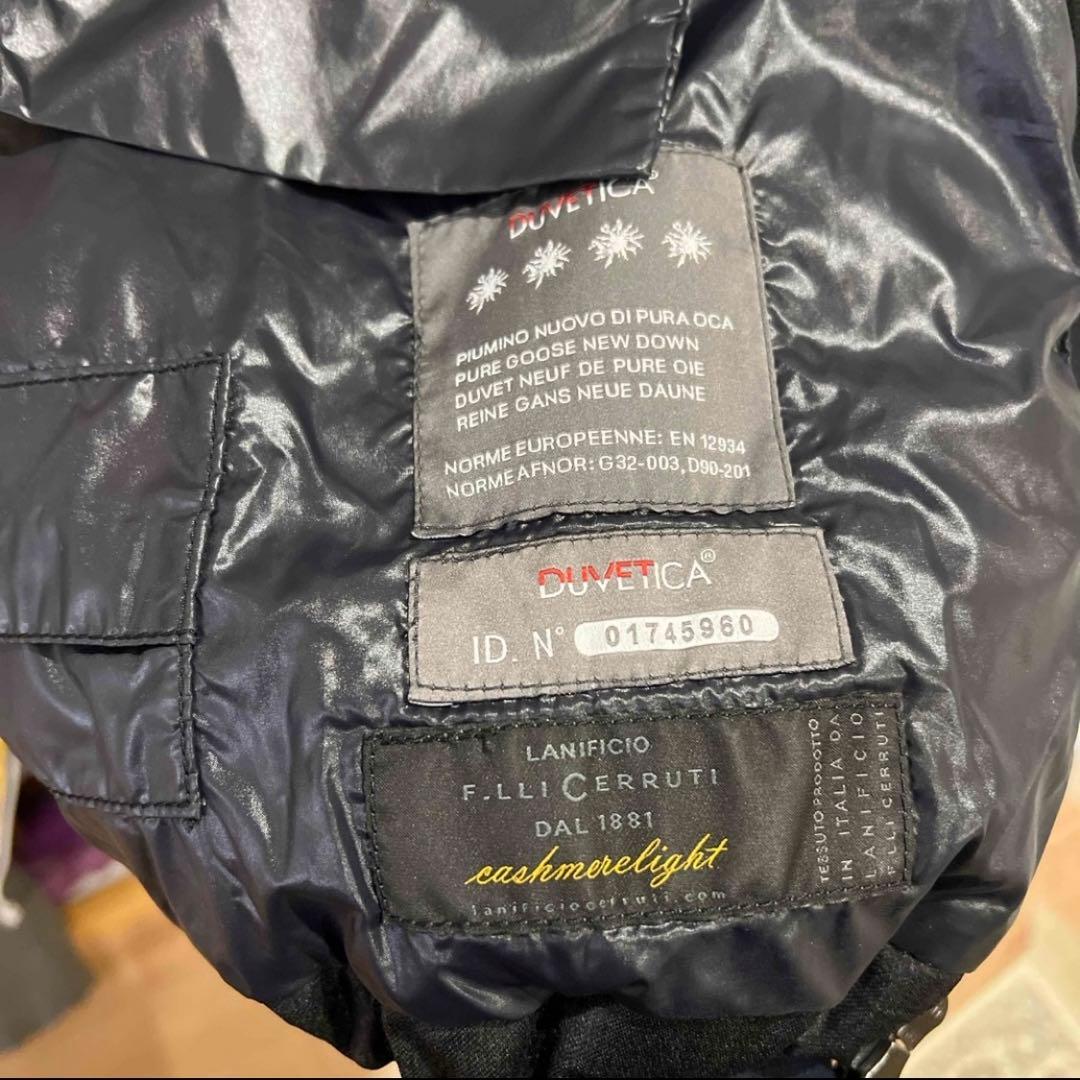 DUVETICA®
PIUMINO NUOVO DI PURA OCA
PURE GOOSE NEW DOWN
DUVET NEUF DE PURE OIE
REINE GANS NEUE DAUNE
NORME EUROPEENNE: EN 12934
NORME AFNOR: G32-003, D90-201
DUVETICA®
ID. N° 01745960
LANIFICIO
F.LLI CERRUTI
DAL 1881
cashmerelight
lanificiocerruti.com
TESSUTO PRODOTTO
IN ITALIA DA
LANIFICIO
F.LLI CERRUTI